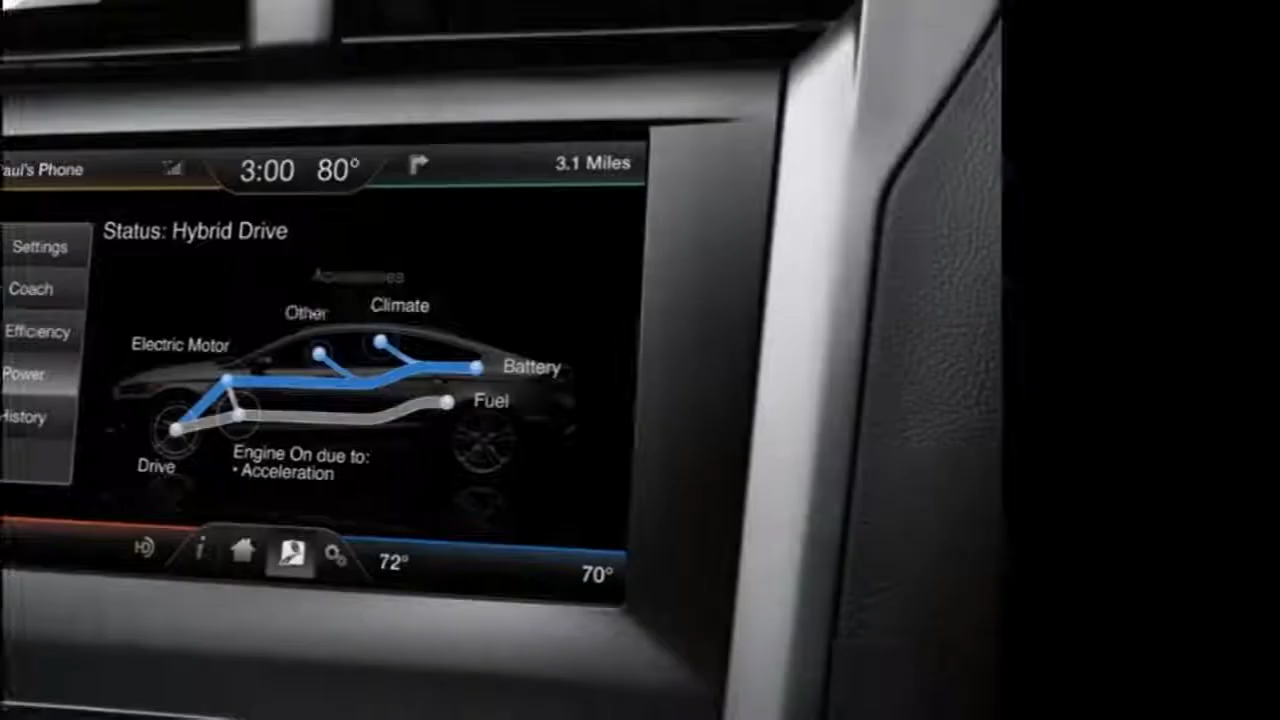 aul's Phone
3:00 80°
3.1 Miles
Status: Hybrid Drive
Settings
Coach
Efficiency
Power
History
Other
Climate
Electric Motor
Battery
Fuel
Drive
Engine On due to:
• Acceleration
HD
i
72°
70°